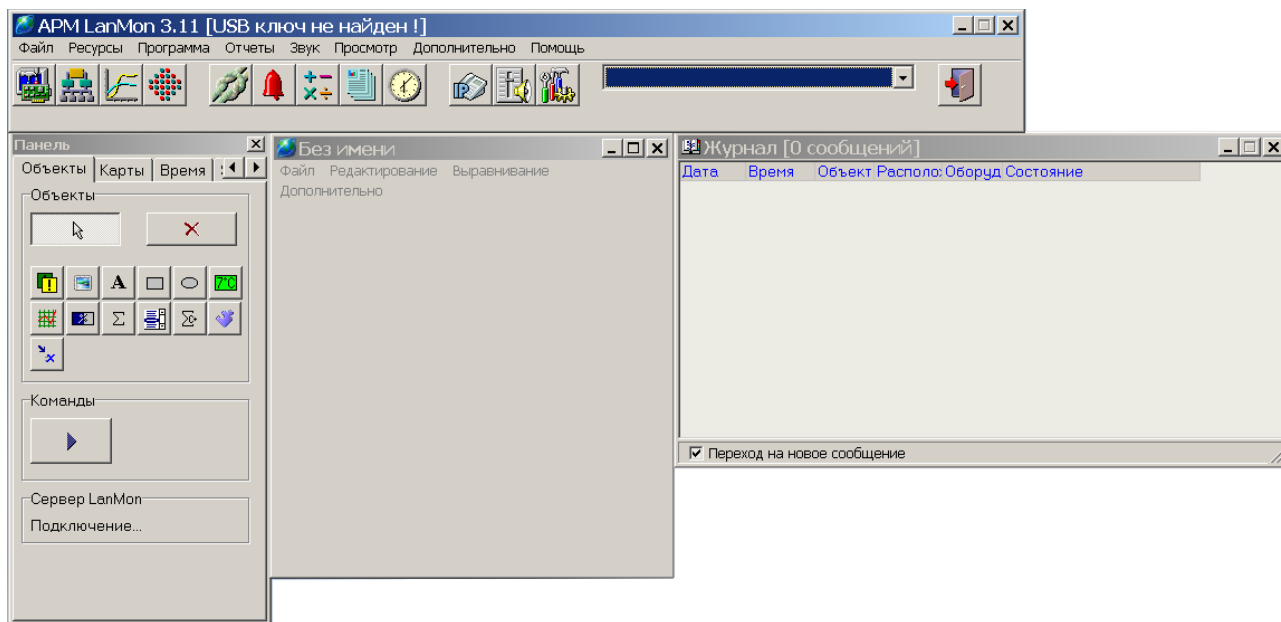 АРМ LanMon 3.11 [USB ключ не найден !]
Файл Ресурсы Программа Отчеты Звук Просмотр Дополнительно Помощь
Панель
Объекты Карты Время
Объекты
A
7°C
Σ
Команды
Сервер LanMon
Подключение...
Без имени
Файл Редактирование Выравнивание
Дополнительно
Журнал [0 сообщений]
Дата Время Объект Располо: Оборуд Состояние
Переход на новое сообщение